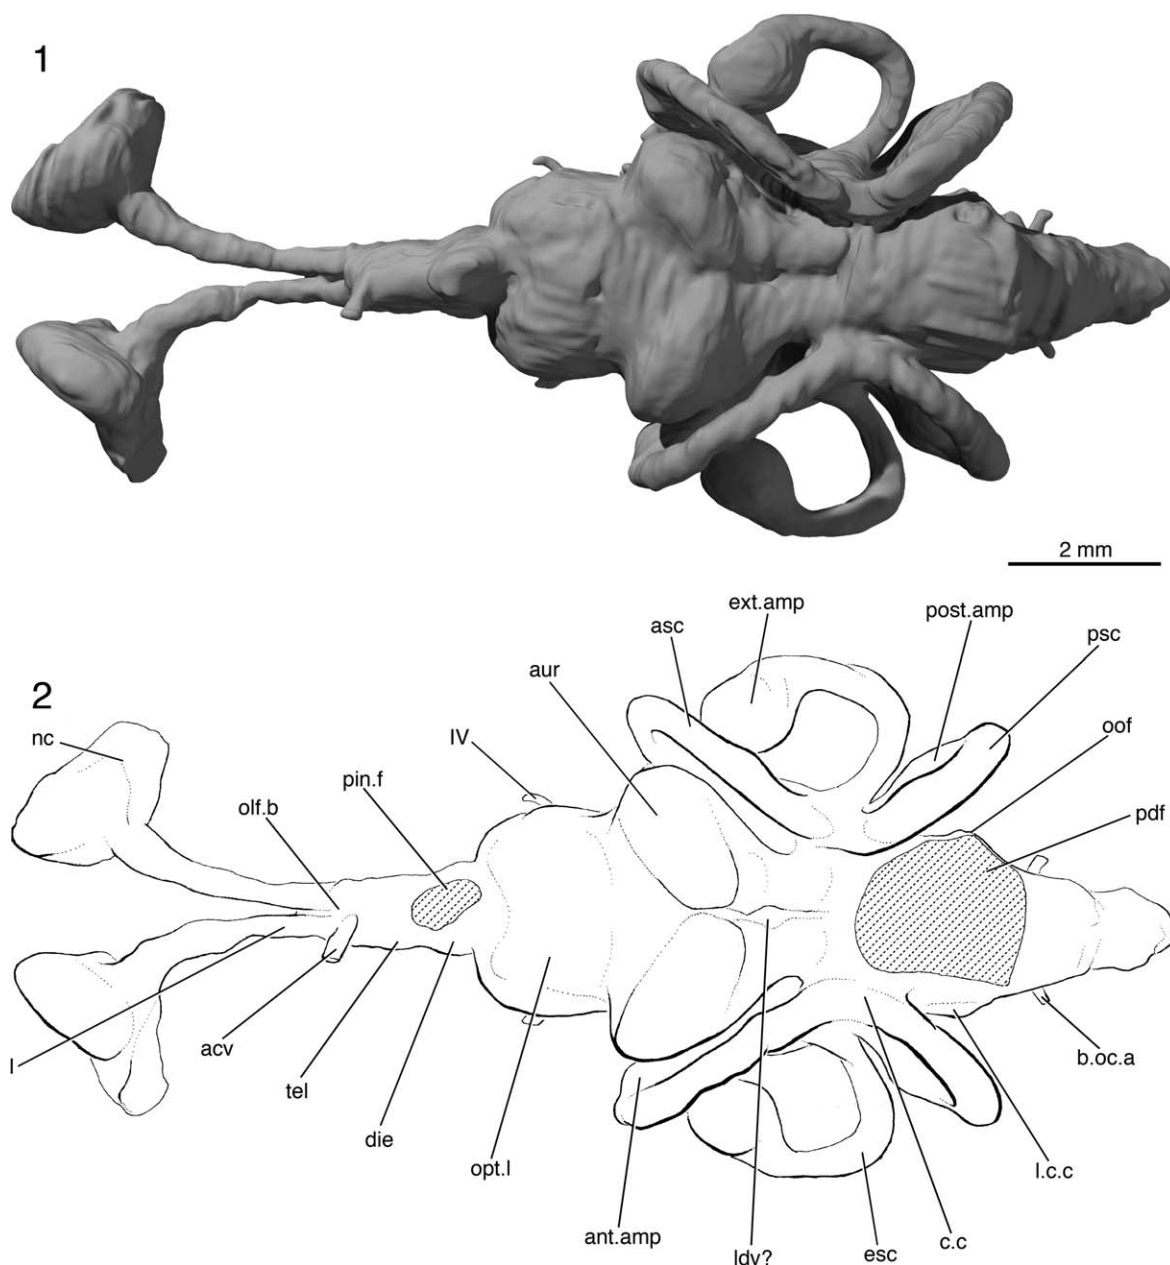 1
2 mm
2
ext.amp
post.amp
asc
psc
aur
oof
nc
IV
pin.f
pdf
olf.b
I
acv
tel
die
opt.l
ant.amp
ldv?
esc
c.c
l.c.c
b.oc.a